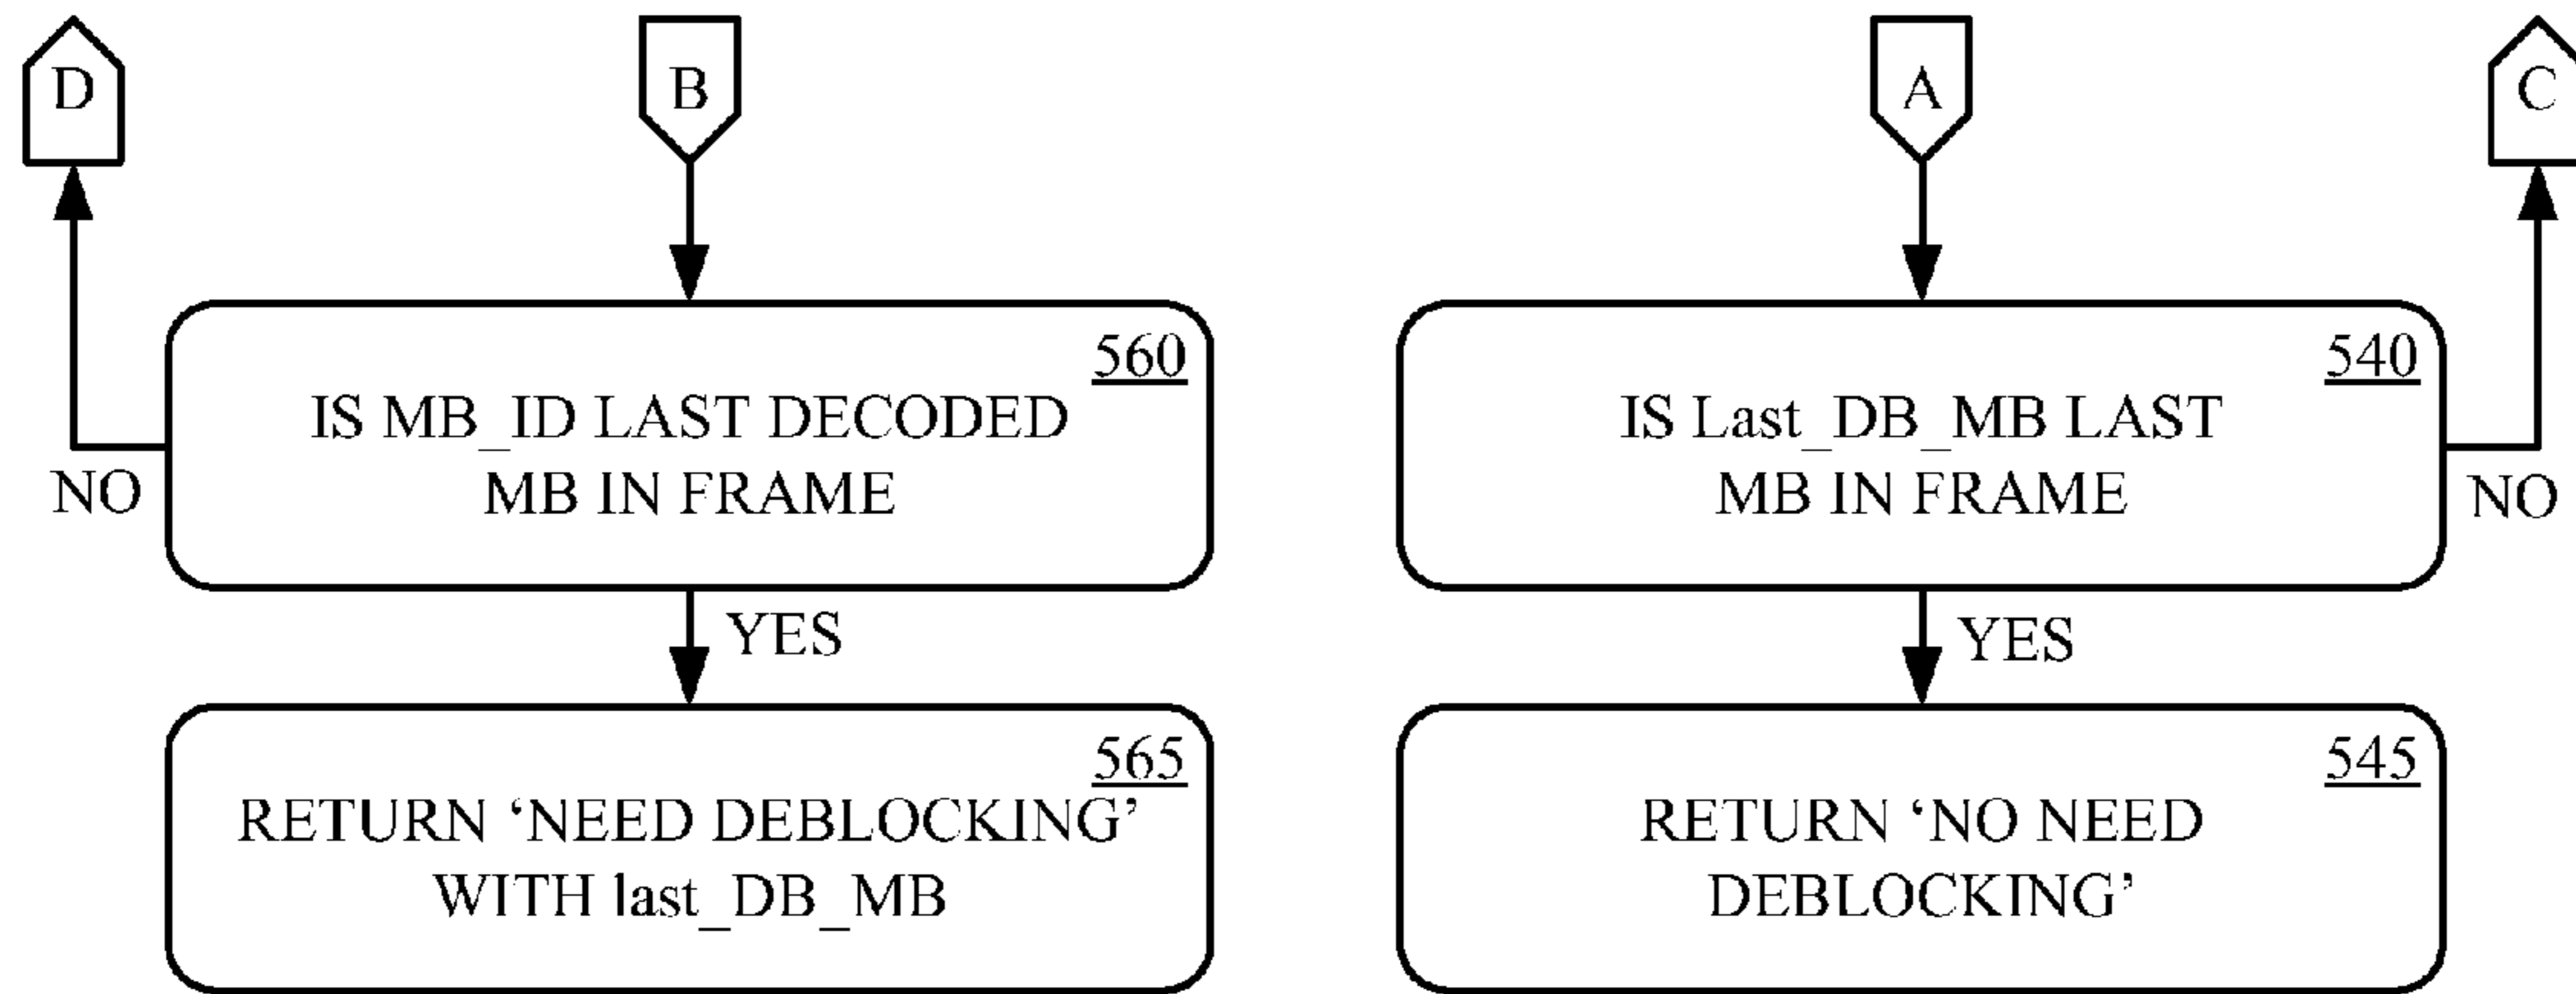 D
B
A
C
560
IS MB_ID LAST DECODED
MB IN FRAME
NO
YES
540
IS Last_DB_MB LAST
MB IN FRAME
NO
YES
565
RETURN ‘NEED DEBLOCKING’
WITH last_DB_MB
545
RETURN ‘NO NEED
DEBLOCKING’